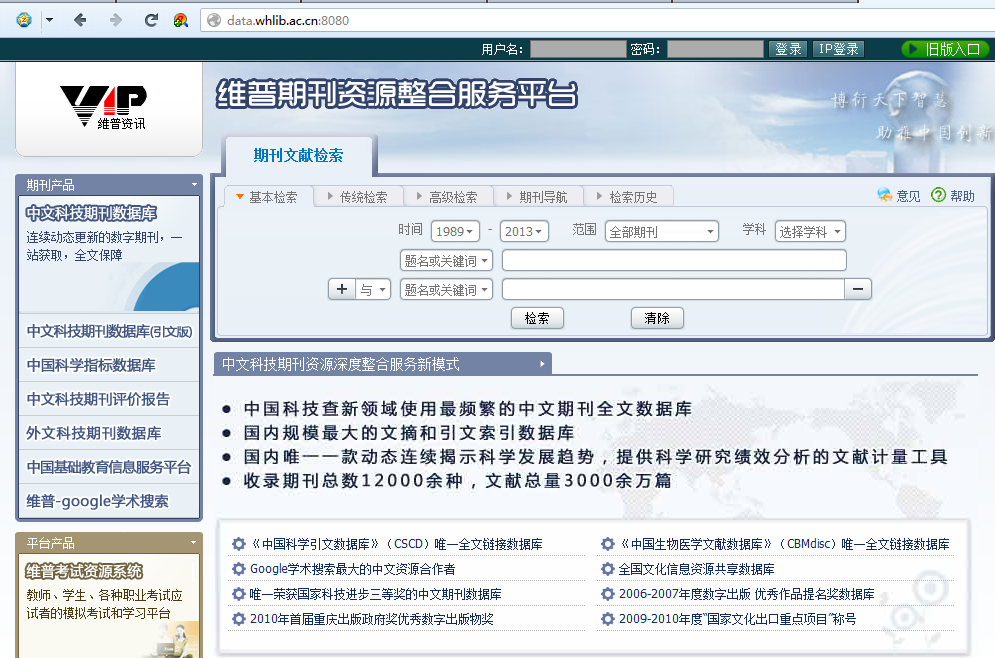 data.whlib.ac.cn:8080
用户名： 密码： 登录 IP登录 旧版入口
VIP
维普资讯
维普期刊资源整合服务平台
博行天下智慧
助推中国创新
期刊文献检索
基本检索 传统检索 高级检索 期刊导航 检索历史 意见 帮助
时间 1989 - 2013 范围 全部期刊 学科 选择学科
题名或关键词
+ 与 题名或关键词 −
检索 清除
期刊产品
中文科技期刊数据库
连续动态更新的数字期刊，一
站获取，全文保障
中文科技期刊数据库(引文版)
中国科学指标数据库
中文科技期刊评价报告
外文科技期刊数据库
中国基础教育信息服务平台
维普-google学术搜索
平台产品
维普考试资源系统
教师、学生、各种职业考试应
试者的模拟考试和学习平台
中文科技期刊资源深度整合服务新模式
● 中国科技查新领域使用最频繁的中文期刊全文数据库
● 国内规模最大的文摘和引文索引数据库
● 国内唯一一款动态连续揭示科学发展趋势，提供科学研究绩效分析的文献计量工具
● 收录期刊总数12000余种，文献总量3000余万篇
《中国科学引文数据库》（CSCD）唯一全文链接数据库
《中国生物医学文献数据库》（CBMdisc）唯一全文链接数据库
Google学术搜索最大的中文资源合作者
全国文化信息资源共享数据库
唯一荣获国家科技进步三等奖的中文期刊数据库
2006-2007年度数字出版 优秀作品提名奖数据库
2010年首届重庆出版政府奖优秀数字出版物奖
2009-2010年度“国家文化出口重点项目”称号